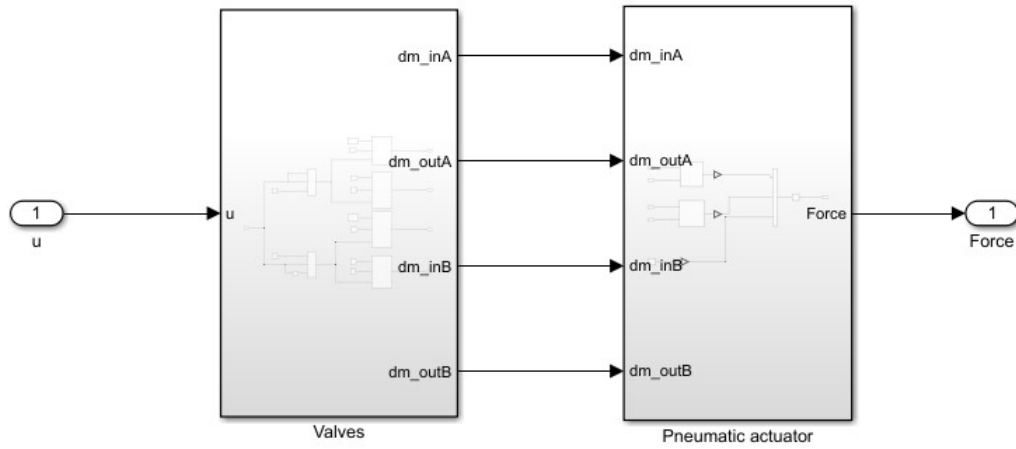 1
u
u
dm_inA
dm_outA
dm_inB
dm_outB
Valves
dm_inA
dm_outA
dm_inB
dm_outB
Force
Pneumatic actuator
1
Force